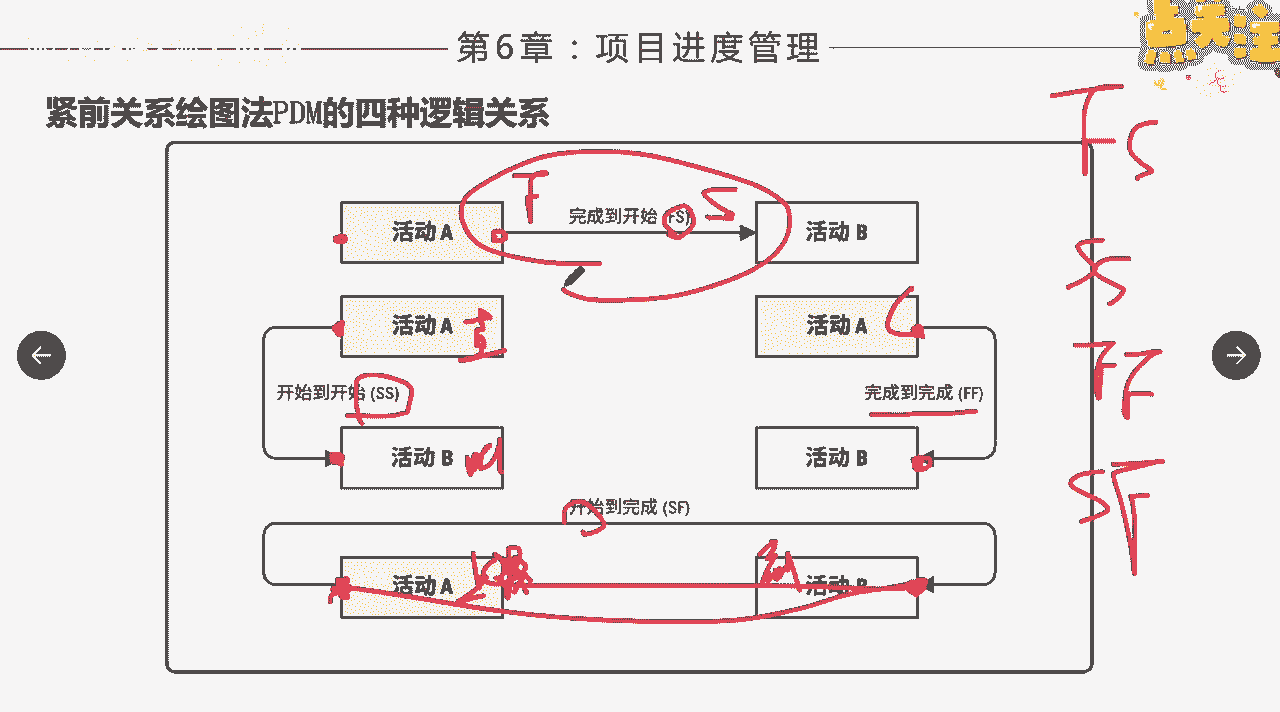 第6章：项目进度管理
点关注
紧前关系绘图法PDM的四种逻辑关系
FS
F
完成到开始 (FS)
S
活动 A
活动 B
SS
活动 A
活动 A
FF
开始到开始 (SS)
完成到完成 (FF)
活动 B
活动 B
SF
开始到完成 (SF)
活动 A
活动 B